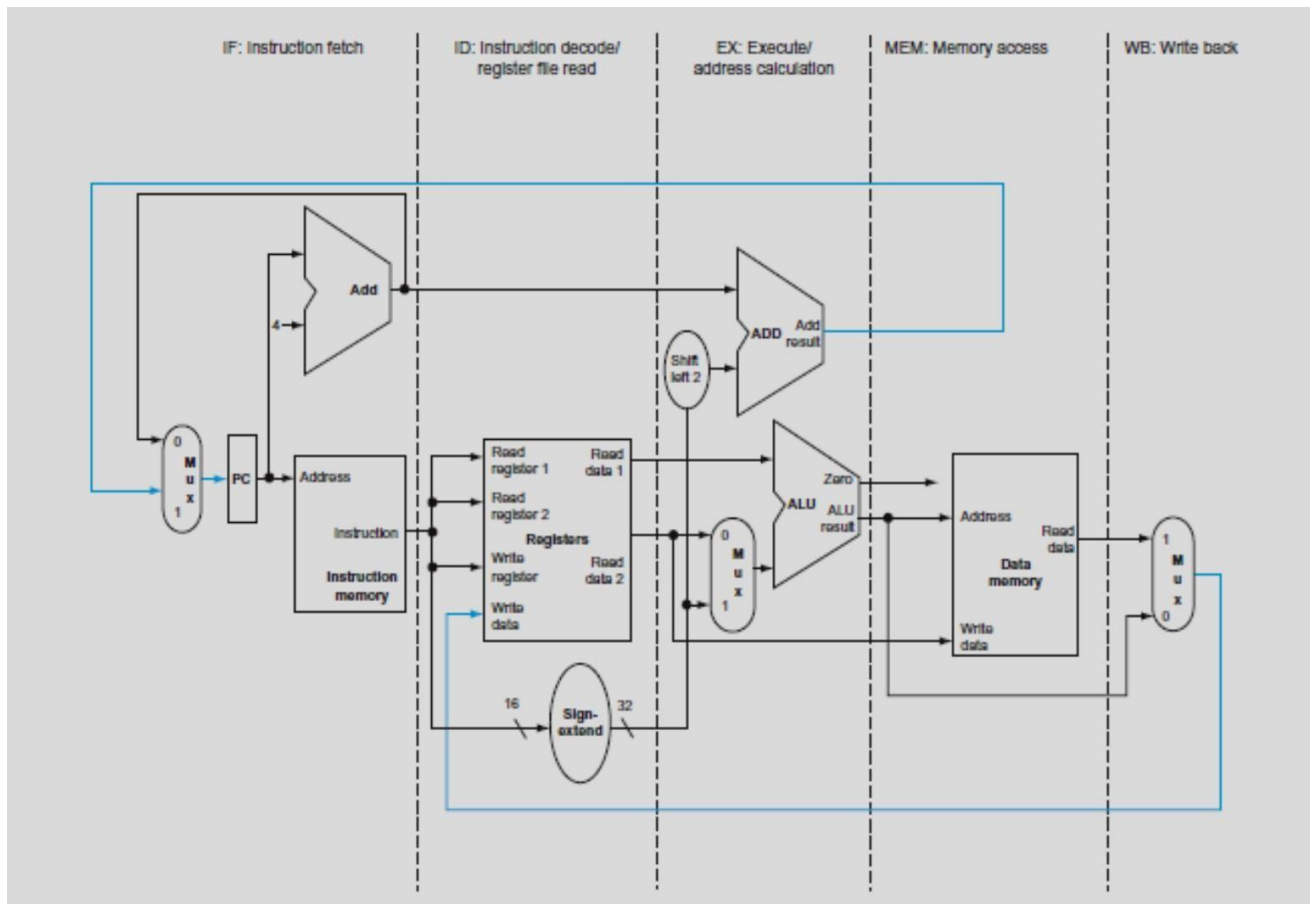 IF: Instruction fetch
ID: Instruction decode/
register file read
EX: Execute/
address calculation
MEM: Memory access
WB: Write back
Add
4
ADD
Add
result
Shift
left 2
0
M
u
x
1
PC
Address
Instruction
Instruction
memory
Read
register 1
Read
data 1
Read
register 2
Registers
Write
register
Read
data 2
Write
data
16
Sign-
extend
32
0
M
u
x
1
Zero
ALU
ALU
result
Address
Read
data
Data
memory
Write
data
1
M
u
x
0